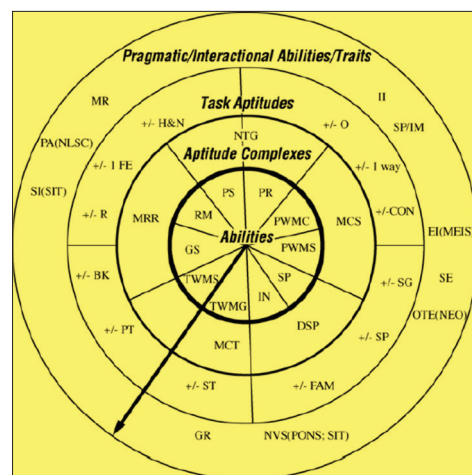 Pragmatic/Interactional Abilities/Traits
MR
II
Task Aptitudes
+/- H&N
+/- O
SP/IM
NTG
PA(NLSC)
Aptitude Complexes
+/- 1 FE
+/- 1 way
SI(SIT)
PS
PR
+/- R
MRR
RM
PWMC
MCS
+/-CON
Abilities
EI(MEIS)
GS
PWMS
+/- BK
TWMS
SP
+/- SG
SE
TWMG
IN
OTE(NEO)
+/- PT
DSP
+/- SP
MCT
+/- ST
+/- FAM
GR
NVS(PONS; SIT)